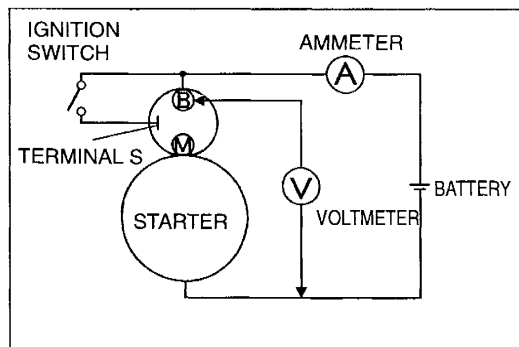 IGNITION
SWITCH
AMMETER
A
B
TERMINAL S
M
V
BATTERY
VOLTMETER
STARTER